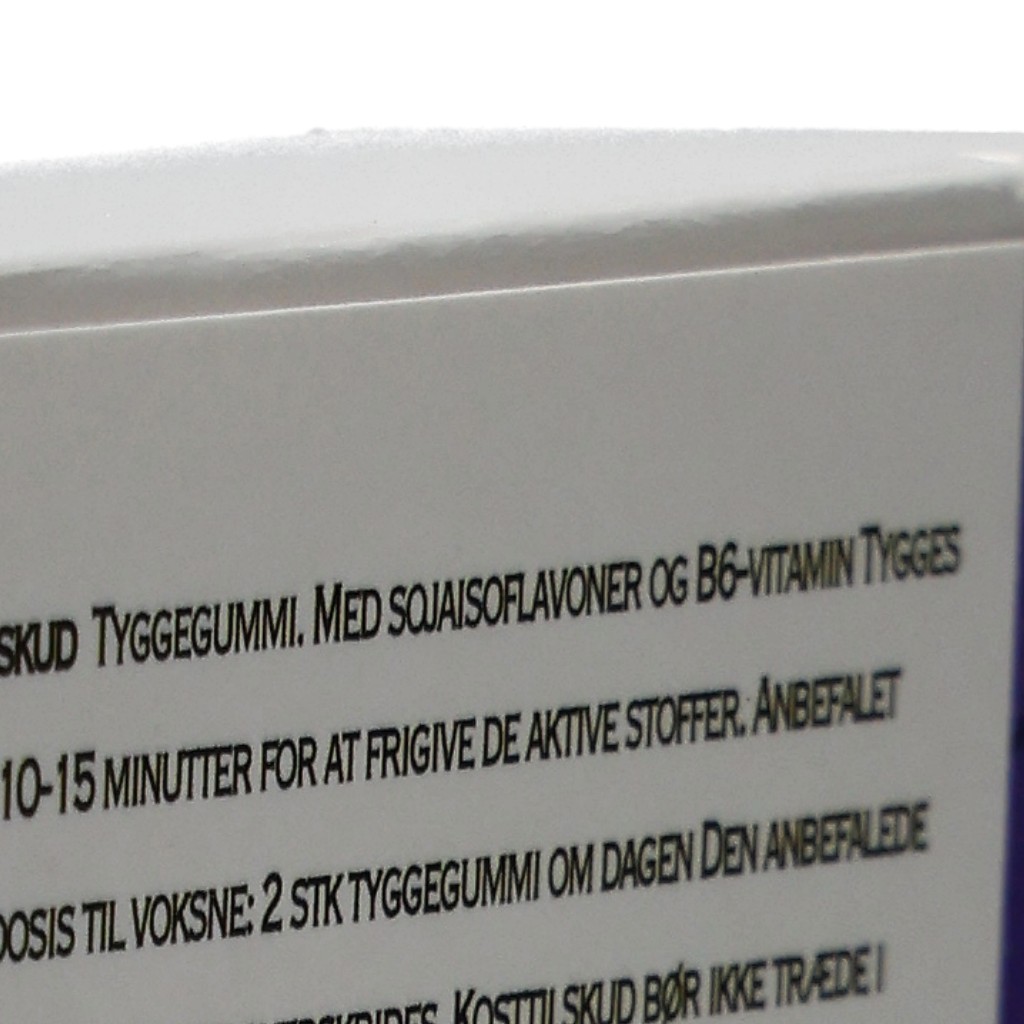 SKUD TYGGEGUMMI. MED SOJAISOFLAVONER OG B6-VITAMIN TYGGES
10-15 MINUTTER FOR AT FRIGIVE DE AKTIVE STOFFER. ANBEFALET
DOSIS TIL VOKSNE: 2 STK TYGGEGUMMI OM DAGEN DEN ANBEFALEDE
KOSTTILSKUD BØR IKKE TRÆDE I